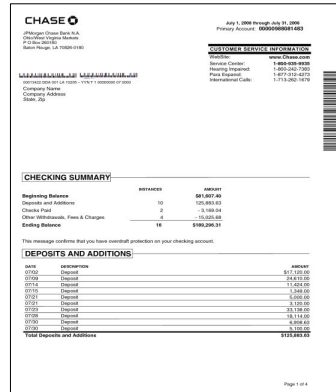 CHASE
July 1, 2008 through July 31, 2008
Primary Account: 00000988081483
JPMorgan Chase Bank N.A.
Ohio/West Virginia Markets
P O Box 260180
Baton Rouge, LA 70826-0180
CUSTOMER SERVICE INFORMATION
WebSite: www.Chase.com
Service Center: 1-800-935-9935
Hearing Impaired: 1-800-242-7383
Para Espanol: 1-877-312-4273
International Calls: 1-713-262-1679
Company Name
Company Address
State, Zip
CHECKING SUMMARY
INSTANCES AMOUNT
Beginning Balance $81,607.40
Deposits and Additions 10 125,883.63
Checks Paid 2 - 3,169.04
Other Withdrawals, Fees & Charges 4 - 15,025.68
Ending Balance 16 $189,296.31
This message confirms that you have overdraft protection on your checking account.
DEPOSITS AND ADDITIONS
DATE DESCRIPTION AMOUNT
07/02 Deposit $17,120.00
07/09 Deposit 24,610.00
07/14 Deposit 11,424.00
07/15 Deposit 1,349.00
07/21 Deposit 5,000.00
07/21 Deposit 3,120.00
07/23 Deposit 33,138.00
07/28 Deposit 18,114.00
07/30 Deposit 6,908.63
07/30 Deposit 5,100.00
Total Deposits and Additions $125,883.63
Page 1 of 4